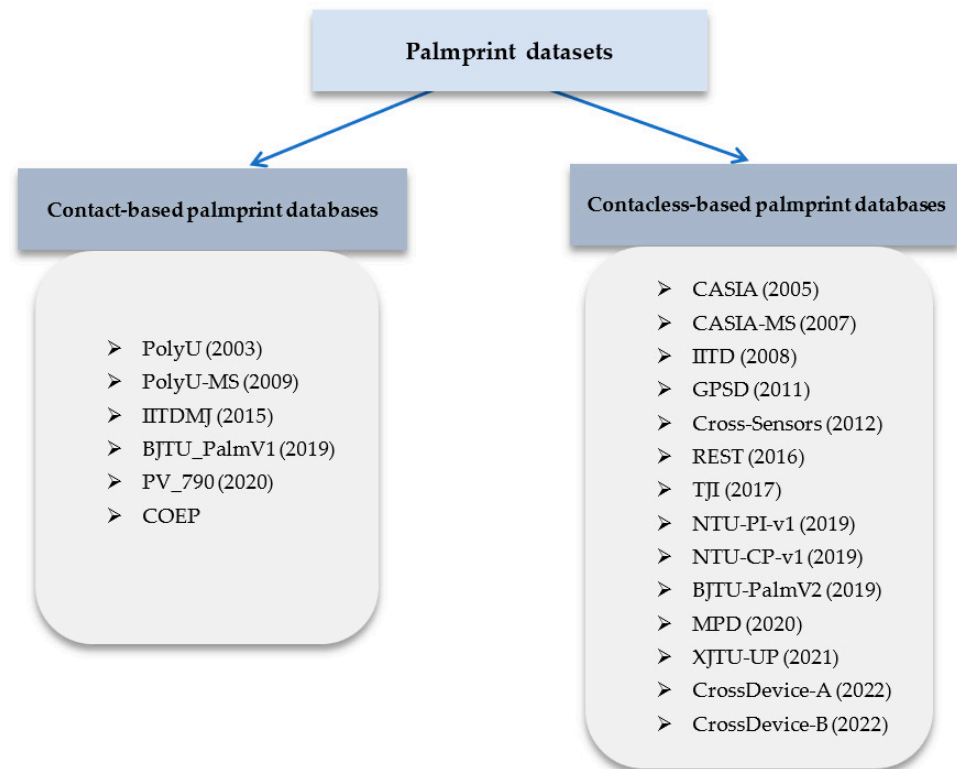 Palmprint datasets
Contact-based palmprint databases
PolyU (2003)
PolyU-MS (2009)
IITDMJ (2015)
BJTU_PalmV1 (2019)
PV_790 (2020)
COEP
Contacless-based palmprint databases
CASIA (2005)
CASIA-MS (2007)
IITD (2008)
GPSD (2011)
Cross-Sensors (2012)
REST (2016)
TJI (2017)
NTU-PI-v1 (2019)
NTU-CP-v1 (2019)
BJTU-PalmV2 (2019)
MPD (2020)
XJTU-UP (2021)
CrossDevice-A (2022)
CrossDevice-B (2022)